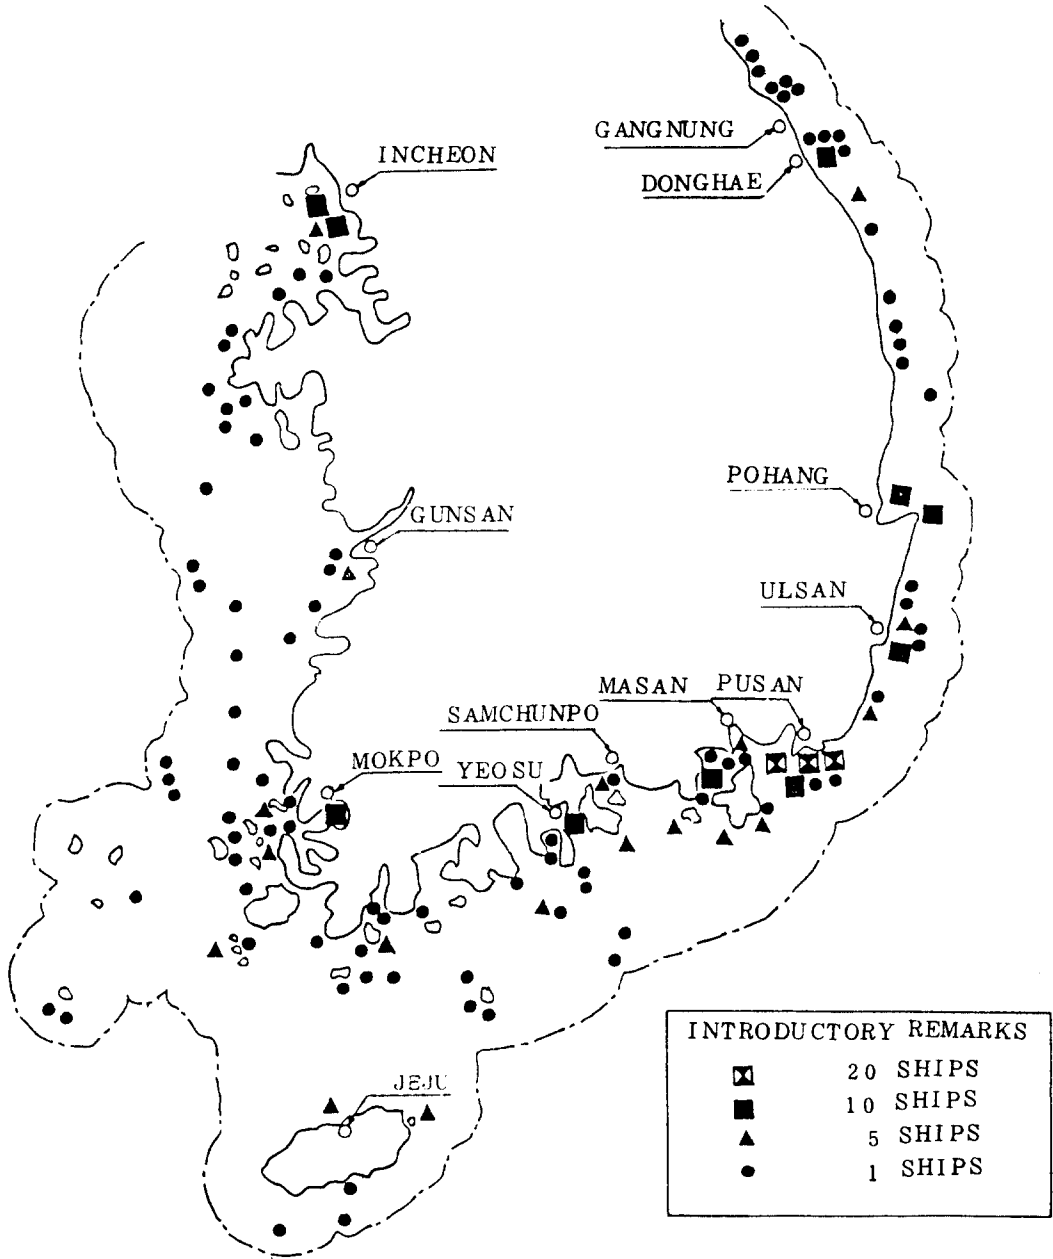 GANGNUNG
INCHEON
DONGHAE
POHANG
GUNSAN
ULSAN
MASAN PUSAN
SAMCHUNPO
MOKPO YEOSU
JEJU
INTRODUCTORY REMARKS
20 SHIPS
10 SHIPS
5 SHIPS
1 SHIPS